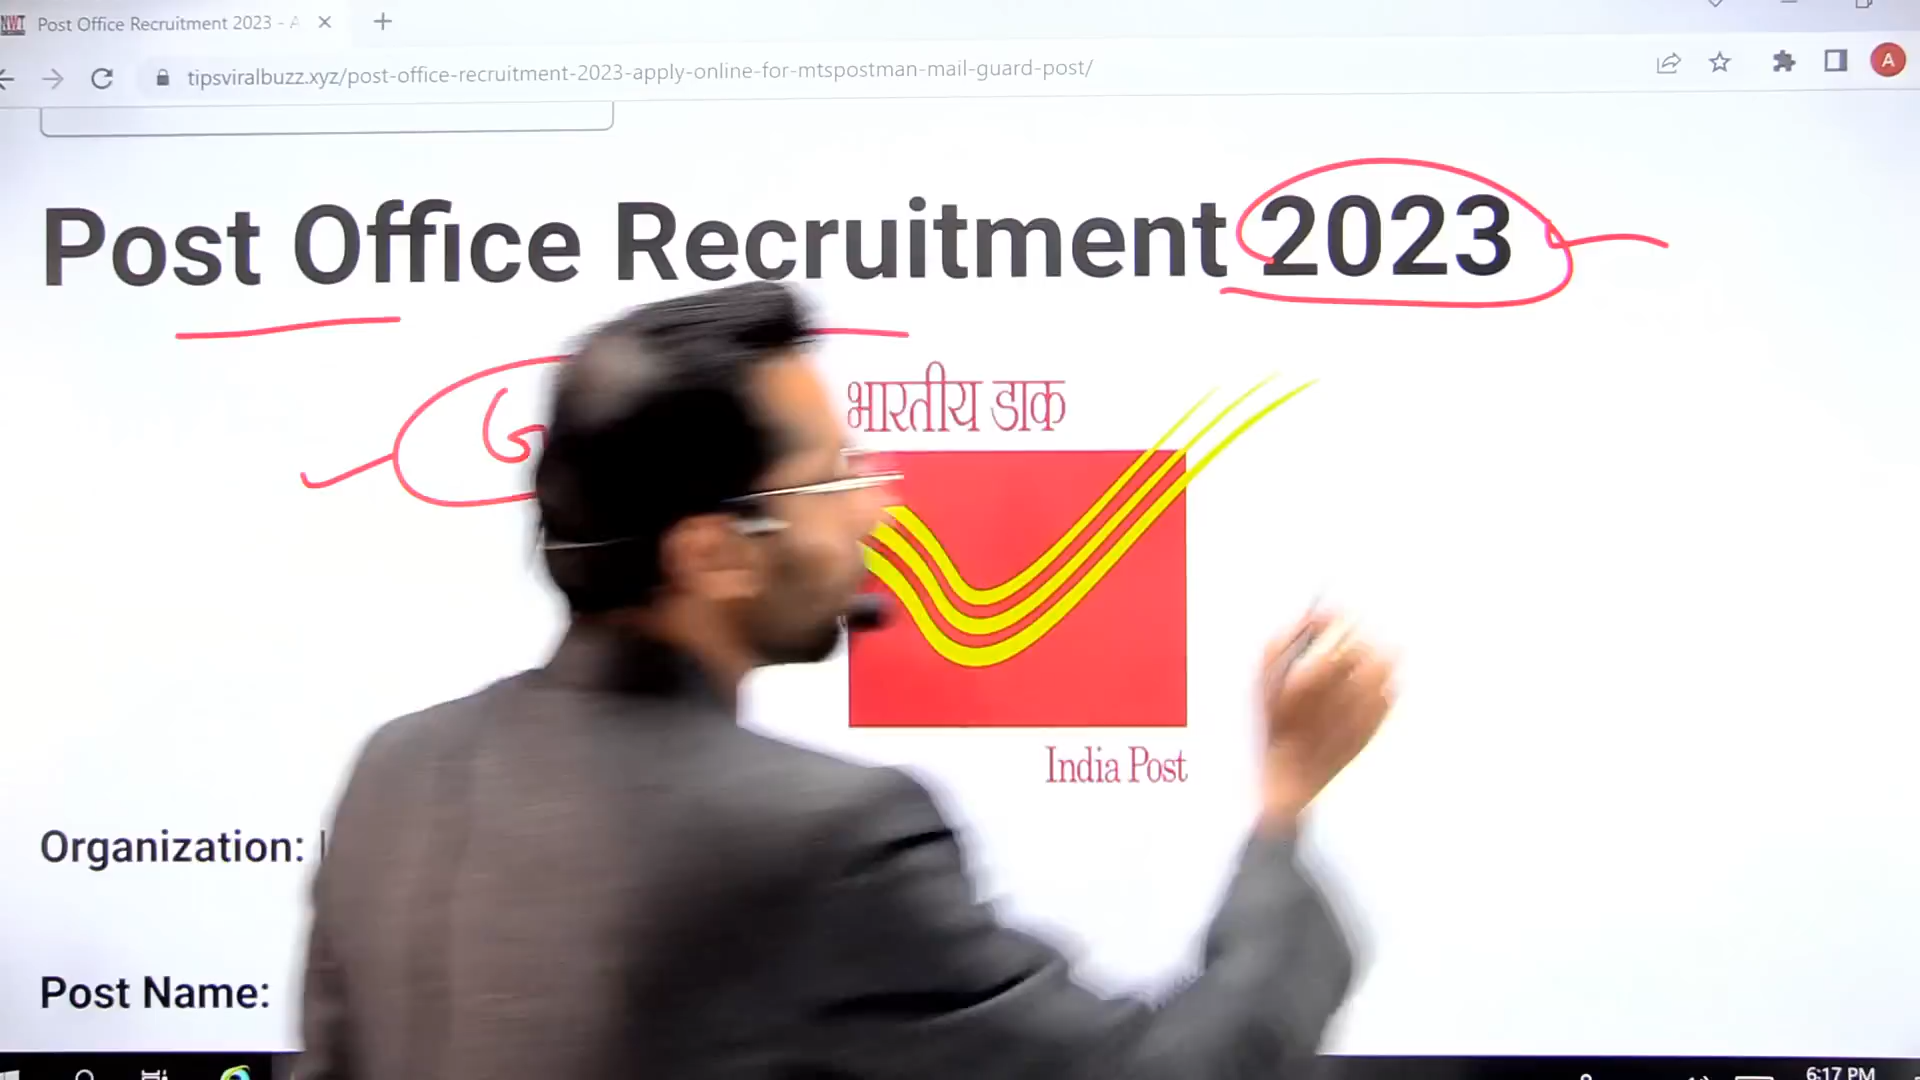 Post Office Recruitment 2023 - A
tipsviralbuzz.xyz/post-office-recruitment-2023-apply-online-for-mtspostman-mail-guard-post/
A
Post Office Recruitment 2023
भारतीय डाक
India Post
Organization:
Post Name:
6:17 PM